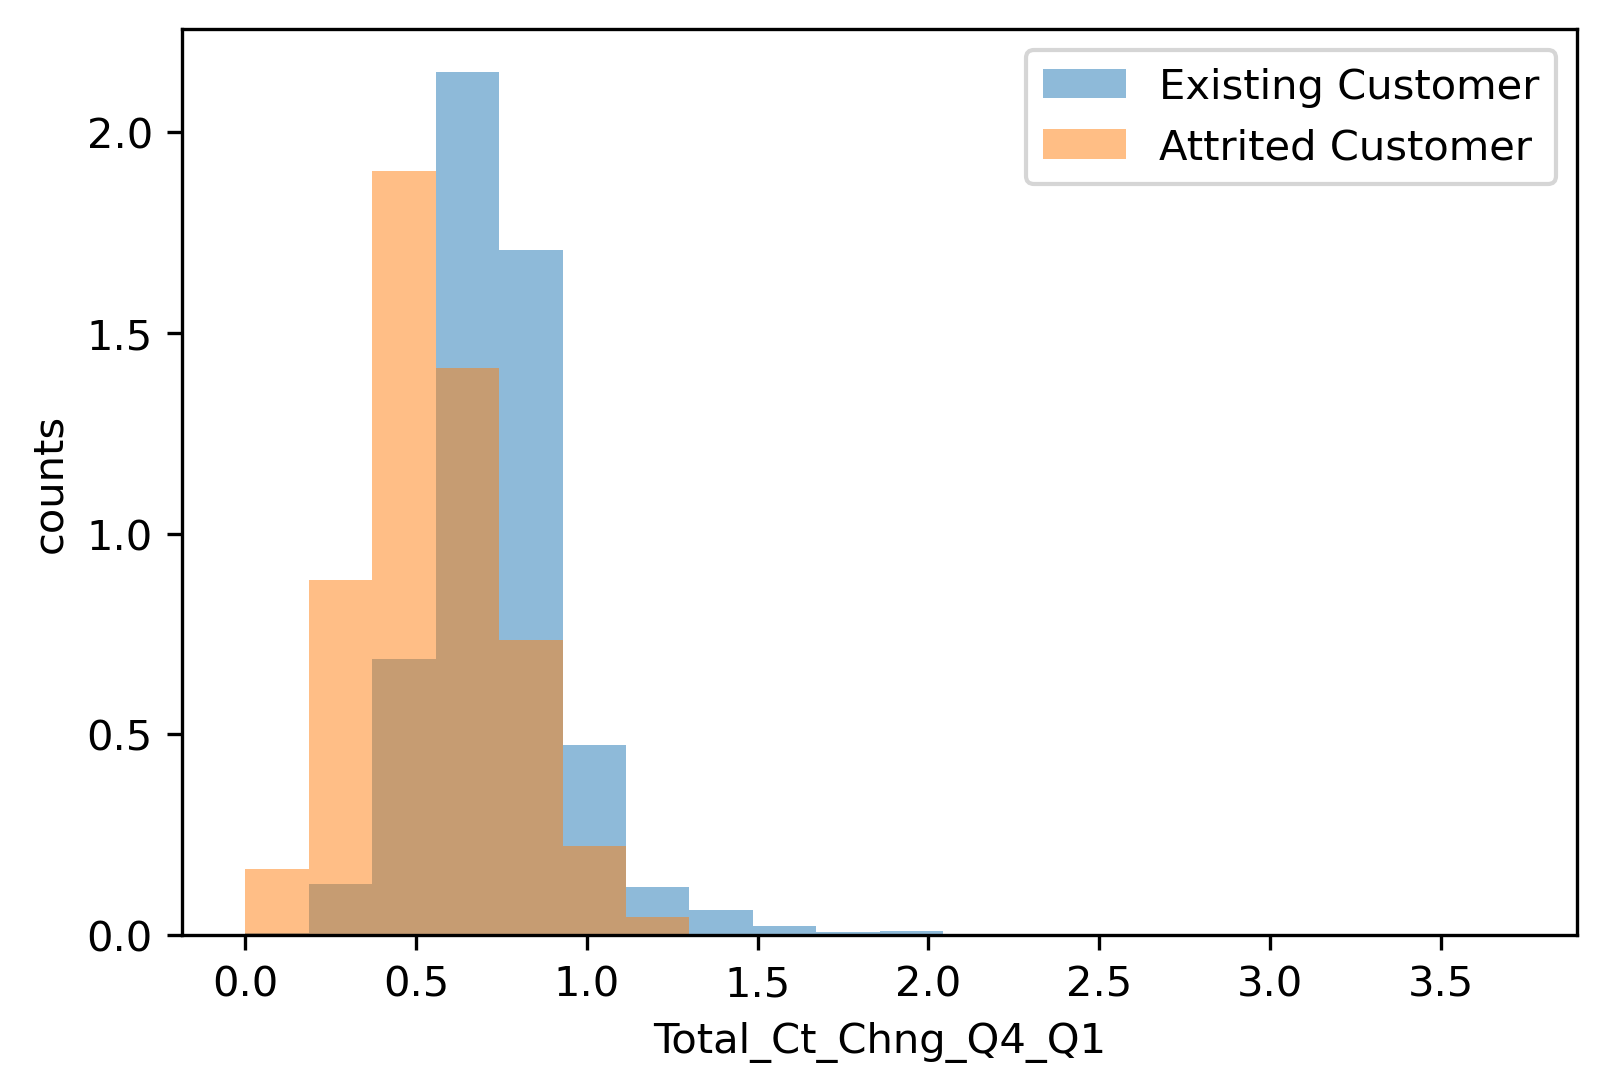 Existing Customer
Attrited Customer
counts
2.0
1.5
1.0
0.5
0.0
0.0 0.5 1.0 1.5 2.0 2.5 3.0 3.5
Total_Ct_Chng_Q4_Q1